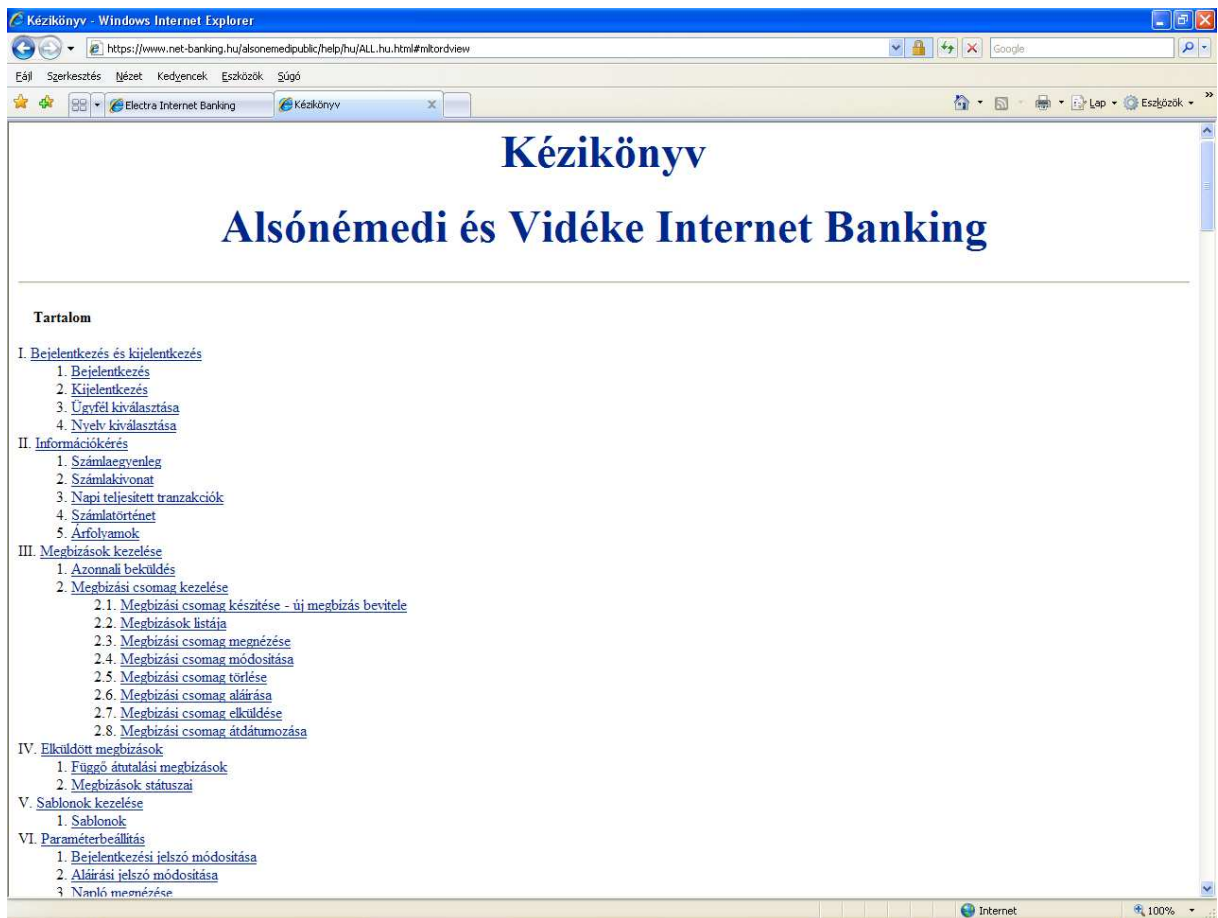 Kézikönyv - Windows Internet Explorer
https://www.net-banking.hu/alsonemedipublic/help/hu/ALL.hu.html#mltordview
Google
Fájl Szerkesztés Nézet Kedvencek Eszközök Súgó
Electra Internet Banking Kézikönyv Lap Eszközök
Kézikönyv
Alsónémedi és Vidéke Internet Banking
Tartalom
I. Bejelentkezés és kijelentkezés
1. Bejelentkezés
2. Kijelentkezés
3. Ügyfél kiválasztása
4. Nyelv kiválasztása
II. Információkérés
1. Számlaegyenleg
2. Számlakivonat
3. Napi teljesített tranzakciók
4. Számlatörténet
5. Árfolyamok
III. Megbízások kezelése
1. Azonnali beküldés
2. Megbízási csomag kezelése
2.1. Megbízási csomag készítése - új megbízás bevitele
2.2. Megbízások listája
2.3. Megbízási csomag megnézése
2.4. Megbízási csomag módosítása
2.5. Megbízási csomag törlése
2.6. Megbízási csomag aláírása
2.7. Megbízási csomag elküldése
2.8. Megbízási csomag átdátumozása
IV. Elküldött megbízások
1. Függő átutalási megbízások
2. Megbízások státuszai
V. Sablonok kezelése
1. Sablonok
VI. Paraméterbeállítás
1. Bejelentkezési jelszó módosítása
2. Aláírási jelszó módosítása
3. Napló megnézése
Internet 100%